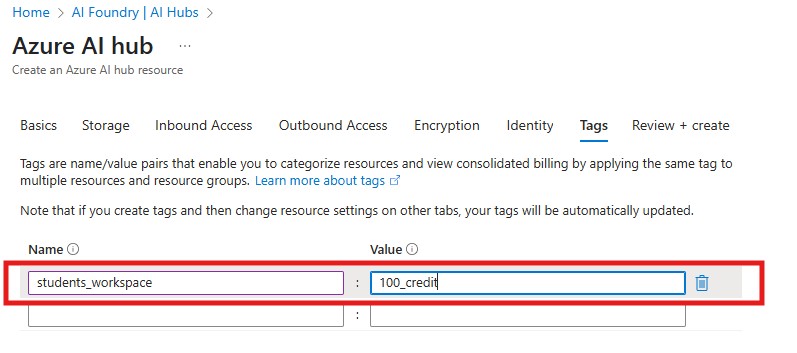 Home > AI Foundry | AI Hubs >
Azure AI hub ...
Create an Azure AI hub resource
Basics Storage Inbound Access Outbound Access Encryption Identity Tags Review + create
Tags are name/value pairs that enable you to categorize resources and view consolidated billing by applying the same tag to
multiple resources and resource groups. Learn more about tags
Note that if you create tags and then change resource settings on other tabs, your tags will be automatically updated.
Name Value
students_workspace : 100_credit
: